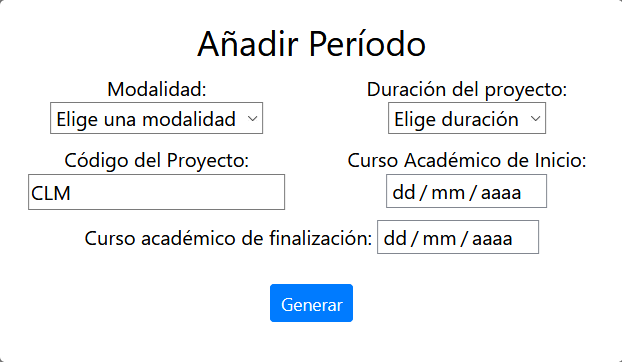 Añadir Período
Modalidad: Duración del proyecto:
Elige una modalidad Elige duración
Código del Proyecto: Curso Académico de Inicio:
CLM dd / mm / aaaa
Curso académico de finalización: dd / mm / aaaa
Generar